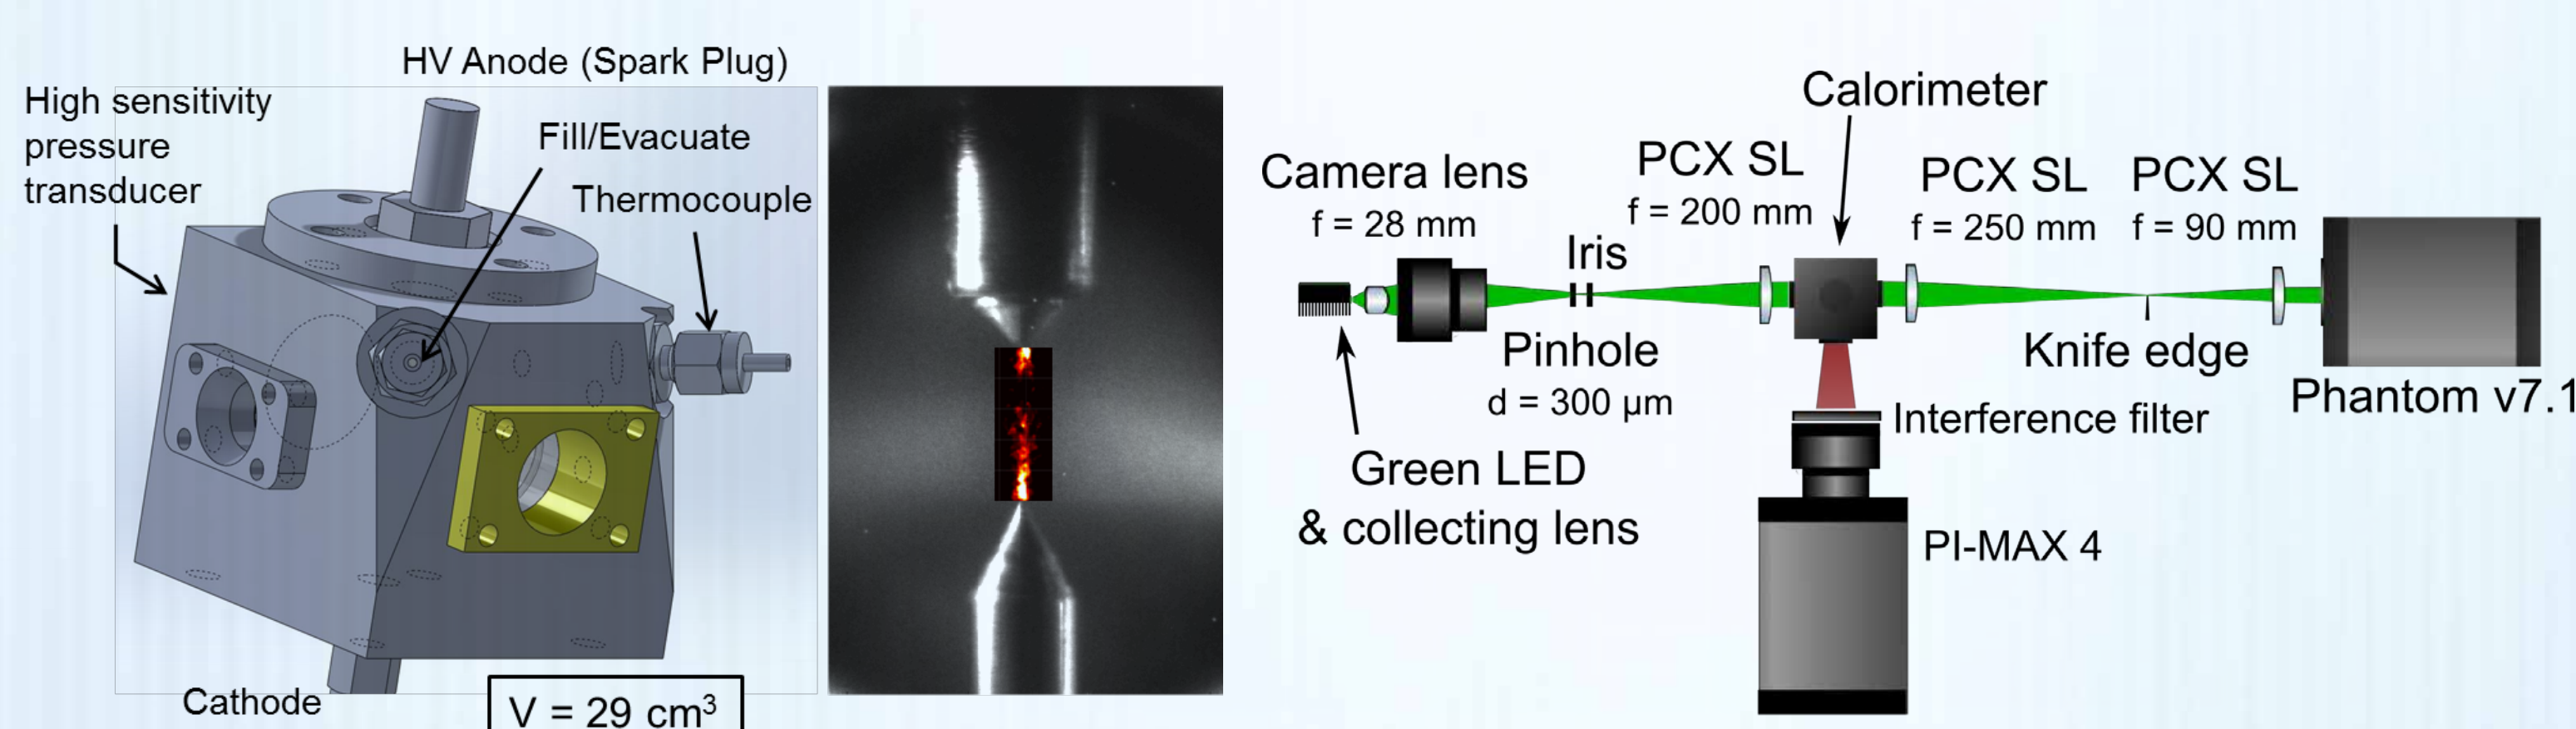 HV Anode (Spark Plug)
High sensitivity
pressure
transducer
Fill/Evacuate
Thermocouple
Cathode
V = 29 cm³
Calorimeter
Camera lens
f = 28 mm
PCX SL
f = 200 mm
PCX SL
f = 250 mm
PCX SL
f = 90 mm
Iris
Pinhole
d = 300 µm
Knife edge
Phantom v7.1
Interference filter
Green LED
& collecting lens
PI-MAX 4